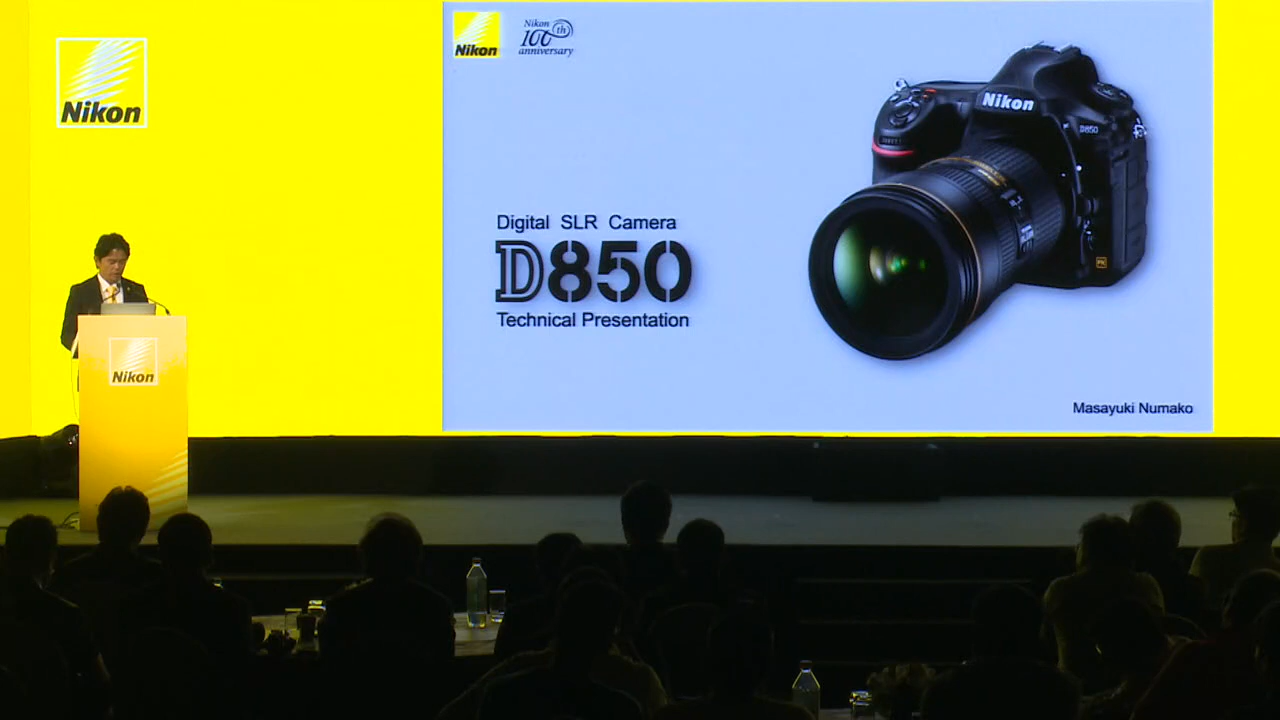 Nikon
Nikon
Nikon
100th
anniversary
Nikon
D850
Digital SLR Camera
D850
Technical Presentation
Masayuki Numako
Nikon